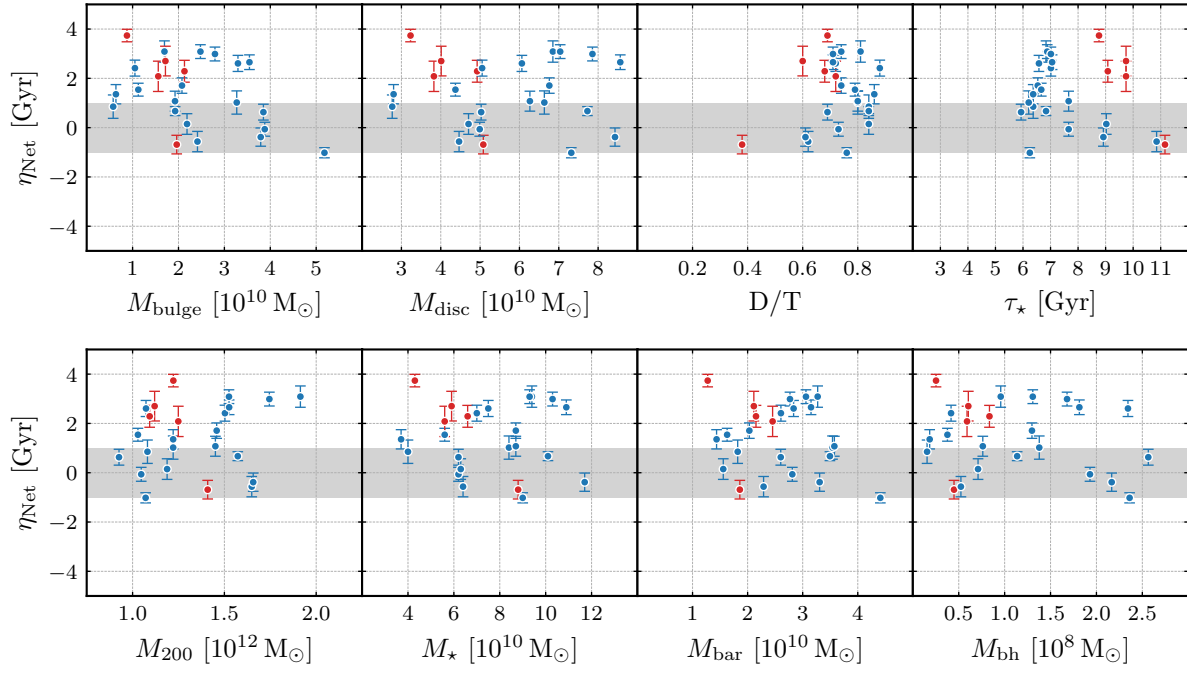 4
2
0
−2
−4
η_Net [Gyr]
1 2 3 4 5
3 4 5 6 7 8
0.2 0.4 0.6 0.8
3 4 5 6 7 8 9 10 11
M_bulge [10^10 M_⊙]
M_disc [10^10 M_⊙]
D/T
τ_⋆ [Gyr]
4
2
0
−2
−4
η_Net [Gyr]
1.0 1.5 2.0
4 6 8 10 12
1 2 3 4
0.5 1.0 1.5 2.0 2.5
M_200 [10^12 M_⊙]
M_⋆ [10^10 M_⊙]
M_bar [10^10 M_⊙]
M_bh [10^8 M_⊙]